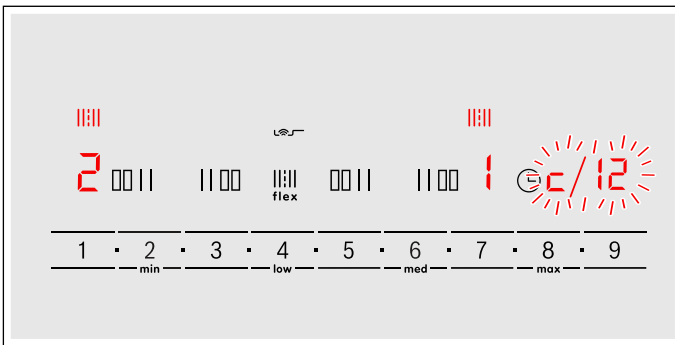 2 1 c/12
flex
1 · 2 · 3 · 4 · 5 · 6 · 7 · 8 · 9
min low med max